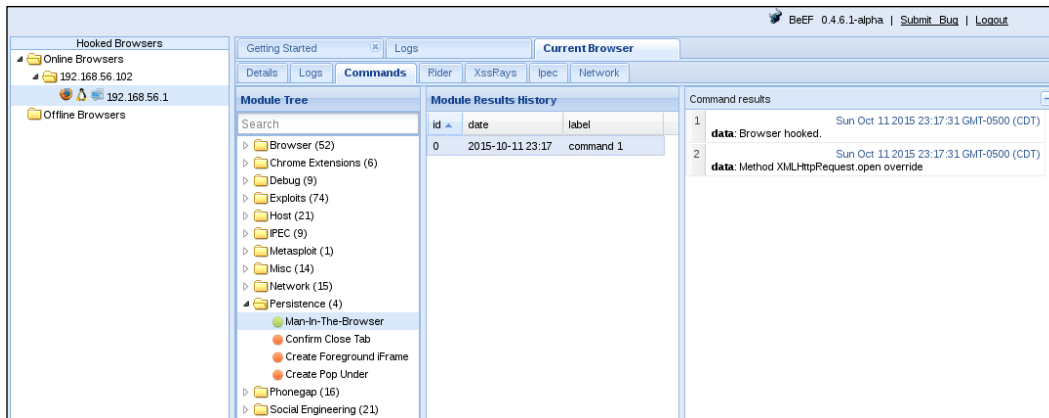 BeEF 0.4.6.1-alpha | Submit Bug | Logout
Hooked Browsers
Online Browsers
192.168.56.102
192.168.56.1
Offline Browsers
Getting Started
Logs
Current Browser
Details
Logs
Commands
Rider
XssRays
Ipec
Network
Module Tree
Search
Browser (52)
Chrome Extensions (6)
Debug (9)
Exploits (74)
Host (21)
IPEC (9)
Metasploit (1)
Misc (14)
Network (15)
Persistence (4)
Man-In-The-Browser
Confirm Close Tab
Create Foreground iFrame
Create Pop Under
Phonegap (16)
Social Engineering (21)
Module Results History
id date label
0 2015-10-11 23:17 command 1
Command results
1 Sun Oct 11 2015 23:17:31 GMT-0500 (CDT)
data: Browser hooked.
2 Sun Oct 11 2015 23:17:31 GMT-0500 (CDT)
data: Method XMLHttpRequest.open override